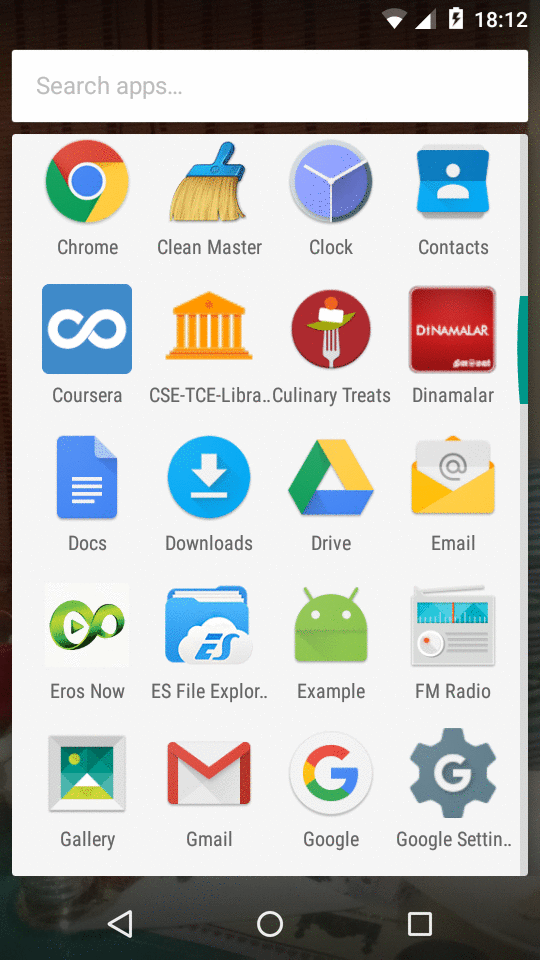 18:12
Search apps...
Chrome
Clean Master
Clock
Contacts
DINAMALAR
Coursera
CSE-TCE-Libra..
Culinary Treats
Dinamalar
@
Docs
Downloads
Drive
Email
ES
Eros Now
ES File Explor..
Example
FM Radio
G
G
Gallery
Gmail
Google
Google Settin..